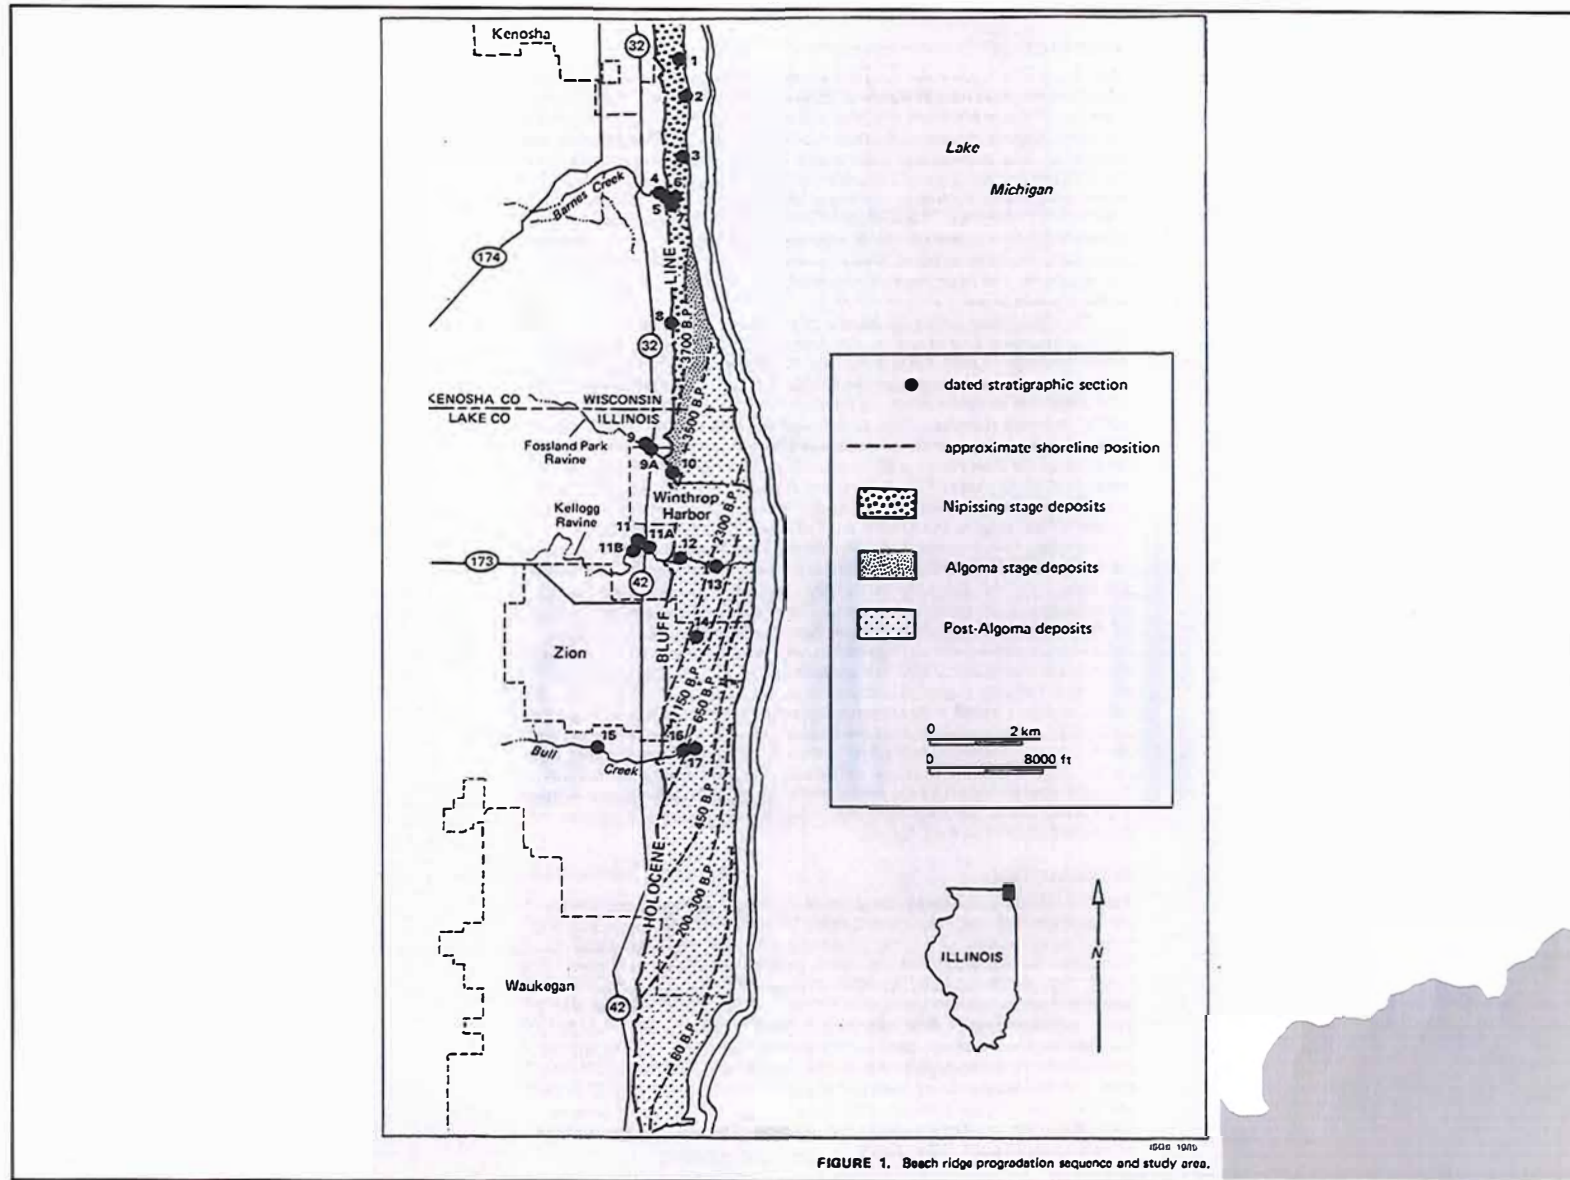 Kenosha
32
1
2
3
Lake
Michigan
4
6
5
7
Barnes Creek
174
LINE
8
3700 B.P.
32
3500 B.P.
KENOSHA CO WISCONSIN
LAKE CO ILLINOIS
Fossland Park
Ravine
9
9A
10
Winthrop
Harbor
2300 B.P.
Kellogg
Ravine
11
11A
11B
12
173
13
42
BLUFF
14
Zion
1150 B.P.
650 B.P.
15
16
17
Bull
Creek
450 B.P.
HOLOCENE
200-300 B.P.
Waukegan
42
80 B.P.
dated stratigraphic section
approximate shoreline position
Nipissing stage deposits
Algoma stage deposits
Post-Algoma deposits
0 2 km
0 8000 ft
ILLINOIS
N
ISGS 1985
FIGURE 1. Beach ridge progradation sequence and study area.